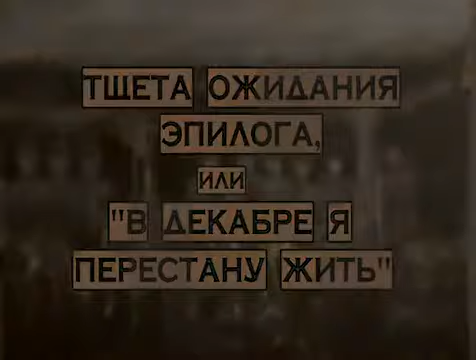 ТЩЕТА ОЖИДАНИЯ
ЭПИЛОГА,
ИЛИ
"В ДЕКАБРЕ Я
ПЕРЕСТАНУ ЖИТЬ"